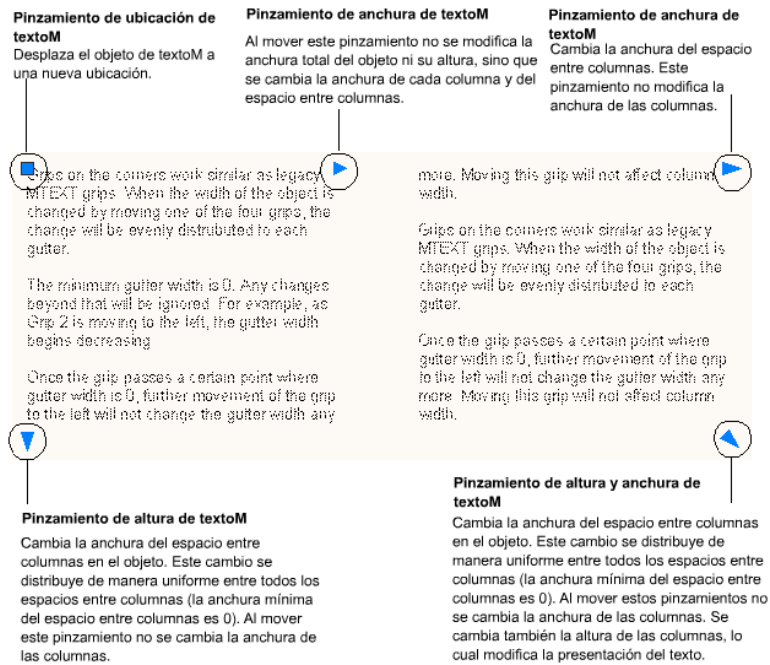 Pinzamiento de ubicación de
textoM
Desplaza el objeto de textoM a
una nueva ubicación.
Pinzamiento de anchura de textoM
Al mover este pinzamiento no se modifica la
anchura total del objeto ni su altura, sino que
se cambia la anchura de cada columna y del
espacio entre columnas.
Pinzamiento de anchura de
textoM
Cambia la anchura del espacio
entre columnas. Este
pinzamiento no modifica la
anchura de las columnas.
Grips on the corners work similar as legacy
MTEXT grips. When the width of the object is
changed by moving one of the four grips, the
change will be evenly distrubuted to each
gutter.
The minimum gutter width is 0. Any changes
beyond that will be ignored. For example, as
Grip 2 is moving to the left, the gutter width
begins decreasing
Once the grip passes a certain point where
gutter width is 0, further movement of the grip
to the left will not change the gutter width any
more. Moving this grip will not affect column
width.
Grips on the corners work similar as legacy
MTEXT grips. When the width of the object is
changed by moving one of the four grips, the
change will be evenly distributed to each
gutter.
Once the grip passes a certain point where
gutter width is 0, further movement of the grip
to the left will not change the gutter width any
more. Moving this grip will not affect column
width.
Pinzamiento de altura de textoM
Cambia la anchura del espacio entre
columnas en el objeto. Este cambio se
distribuye de manera uniforme entre todos los
espacios entre columnas (la anchura mínima
del espacio entre columnas es 0). Al mover
este pinzamiento no se cambia la anchura de
las columnas.
Pinzamiento de altura y anchura de
textoM
Cambia la anchura del espacio entre columnas
en el objeto. Este cambio se distribuye de
manera uniforme entre todos los espacios entre
columnas (la anchura mínima del espacio entre
columnas es 0). Al mover estos pinzamientos no
se cambia la anchura de las columnas. Se
cambia también la altura de las columnas, lo
cual modifica la presentación del texto.